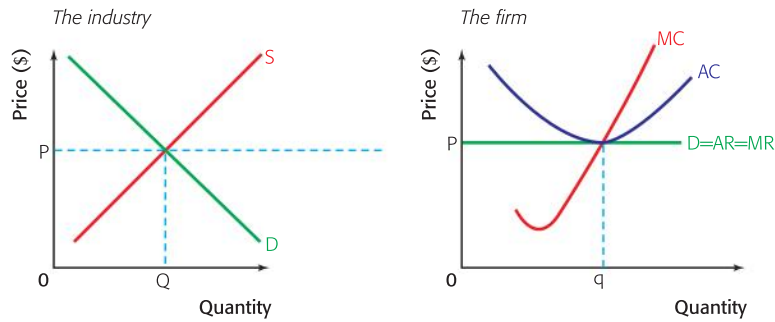 The industry
Price ($)
S
P
D
0
Q
Quantity
The firm
Price ($)
MC
AC
P
D=AR=MR
0
q
Quantity